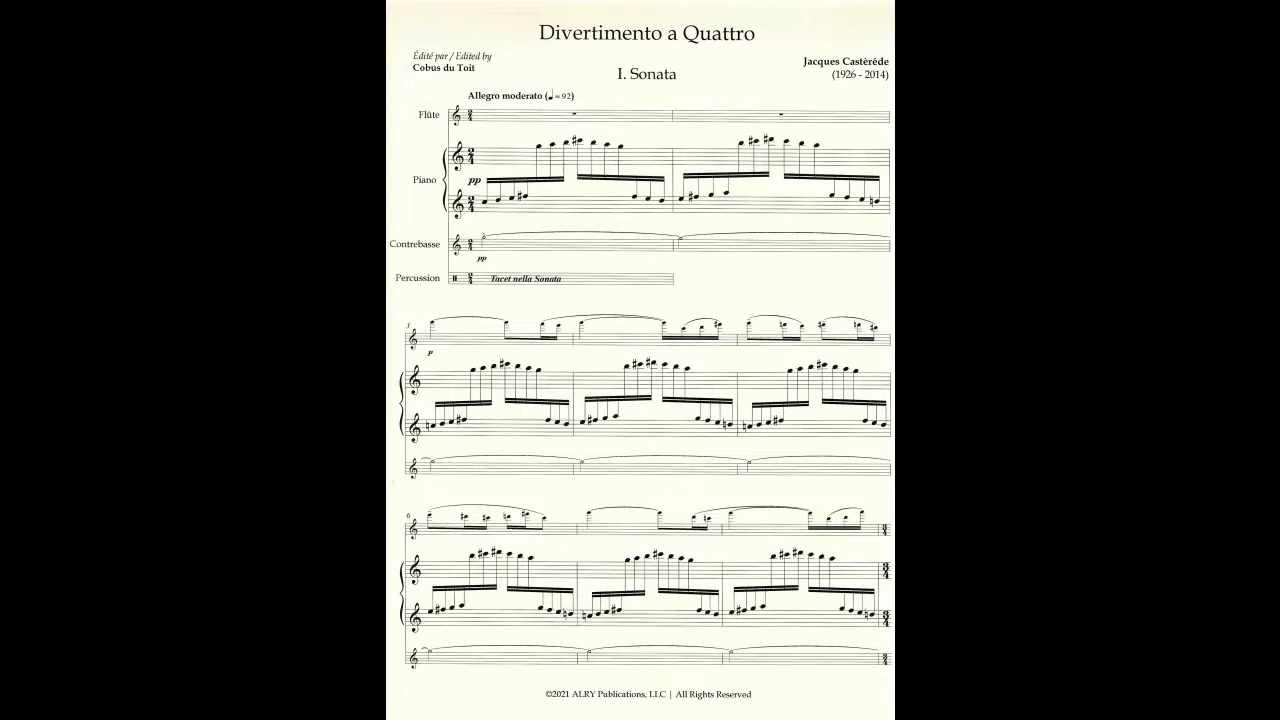 Divertimento a Quattro
Édité par / Edited by
Cobus du Toit
I. Sonata
Jacques Castèréde
(1926 - 2014)
Allegro moderato (♩ = 92)
Flûte
Piano
pp
Contrebasse
pp
Percussion
Tacet nella Sonata
3
p
6
©2021 ALRY Publications, LLC | All Rights Reserved